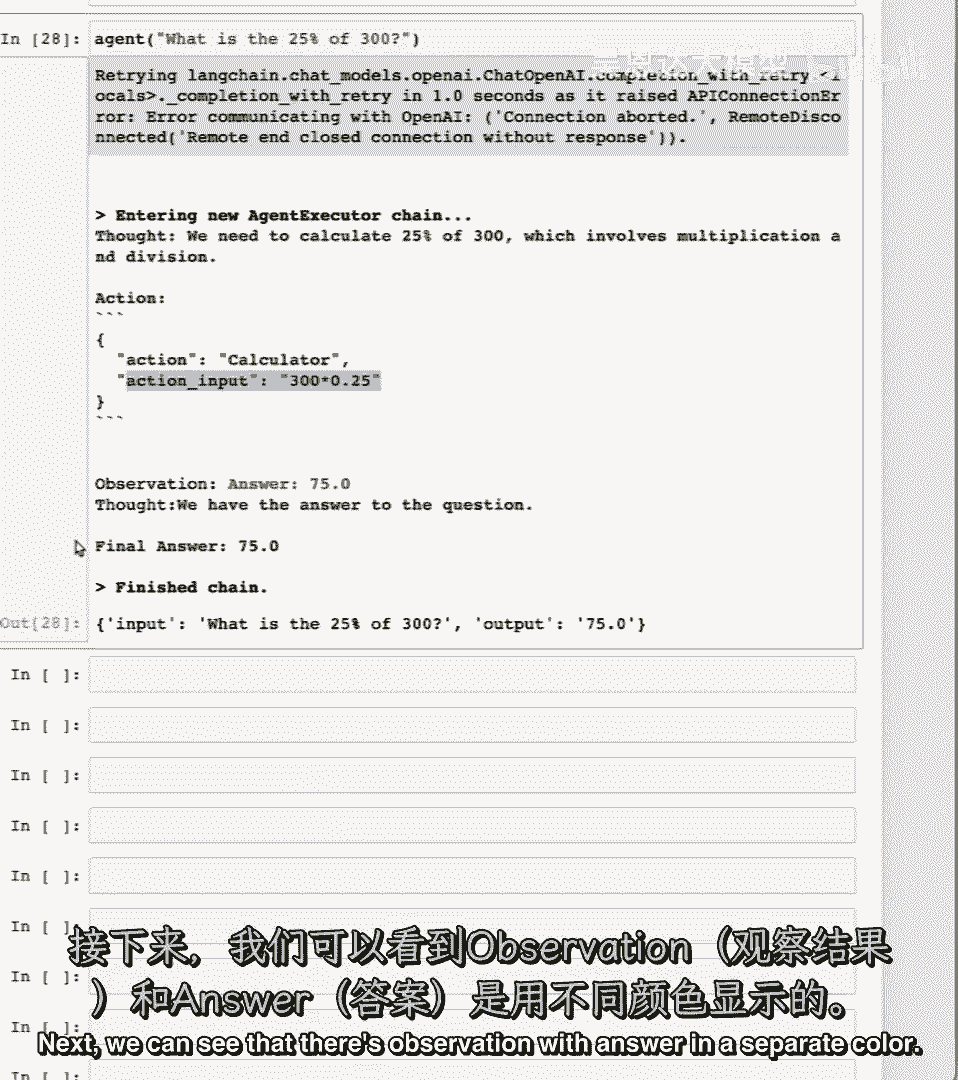 In [28]: agent("What is the 25% of 300?")
Retrying langchain.chat_models.openai.ChatOpenAI.completion_with_retry.<l
ocals>._completion_with_retry in 1.0 seconds as it raised APIConnectionEr
ror: Error communicating with OpenAI: ('Connection aborted.', RemoteDisco
nnected('Remote end closed connection without response')).
> Entering new AgentExecutor chain...
Thought: We need to calculate 25% of 300, which involves multiplication a
nd division.
Action:
```
{
"action": "Calculator",
"action_input": "300*0.25"
}
```
Observation: Answer: 75.0
Thought:We have the answer to the question.
Final Answer: 75.0
> Finished chain.
Out[28]: {'input': 'What is the 25% of 300?', 'output': '75.0'}
In [ ]:
In [ ]:
In [ ]:
In [ ]:
In [ ]:
In [ ]:
In [ ]:
In [ ]:
In [ ]:
接下来，我们可以看到Observation（观察结果
）和Answer（答案）是用不同颜色显示的。
Next, we can see that there's observation with answer in a separate color.